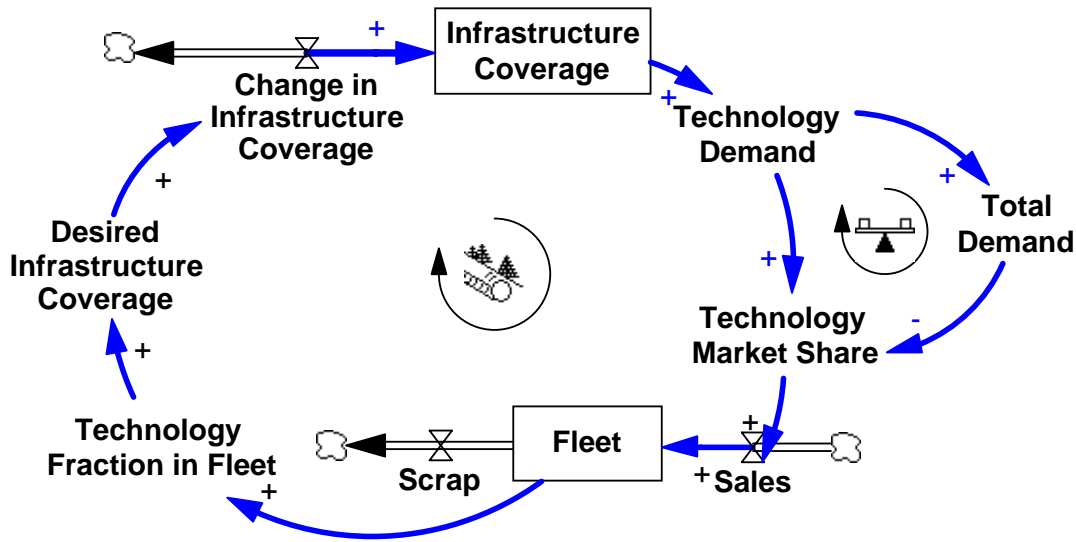 +
Infrastructure
Coverage
Change in
Infrastructure
Coverage
+
Technology
Demand
+
+
Total
Demand
Desired
Infrastructure
Coverage
+
-
Technology
Market Share
+
Technology
Fraction in Fleet
+
Scrap
Fleet
+
+
Sales
+